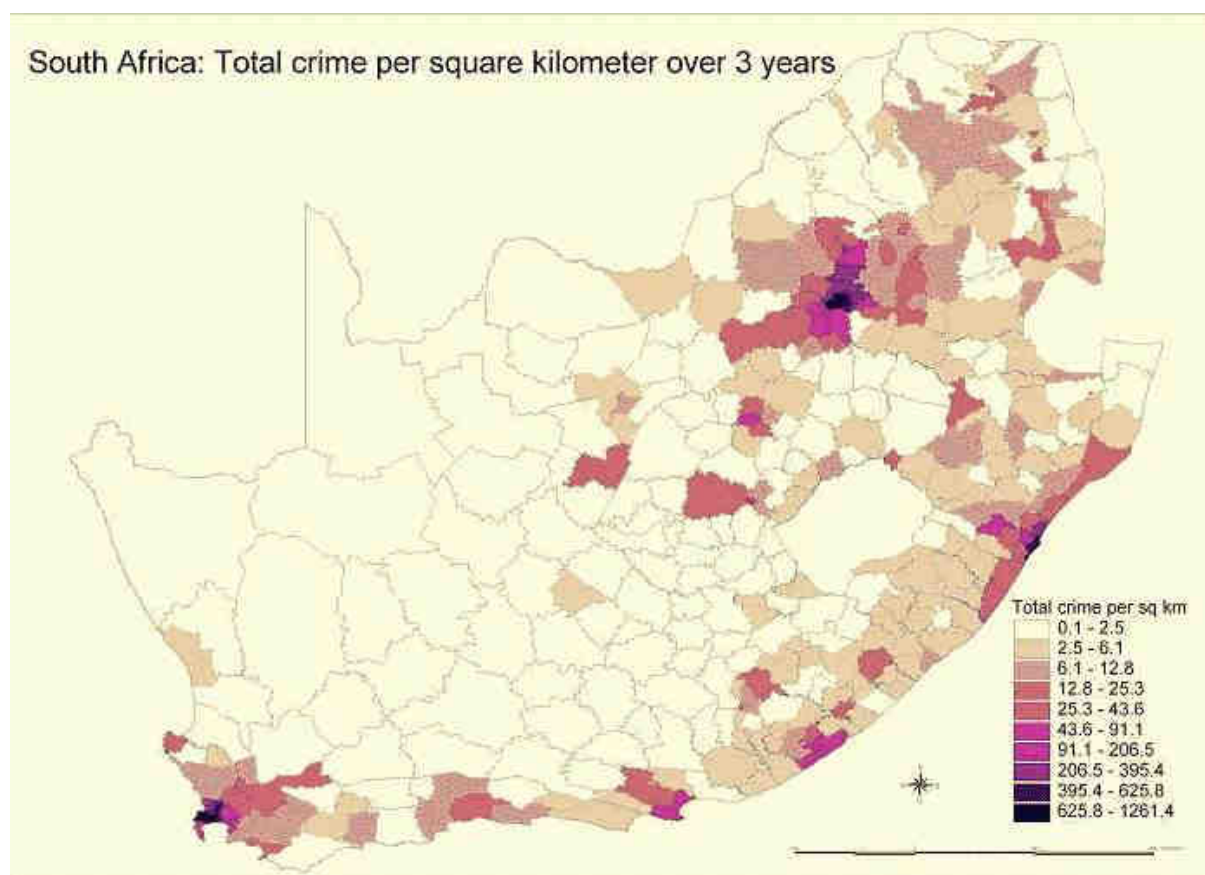 South Africa: Total crime per square kilometer over 3 years
Total crime per sq km
0.1 - 2.5
2.5 - 6.1
6.1 - 12.8
12.8 - 25.3
25.3 - 43.6
43.6 - 91.1
91.1 - 206.5
206.5 - 395.4
395.4 - 625.8
625.8 - 1261.4